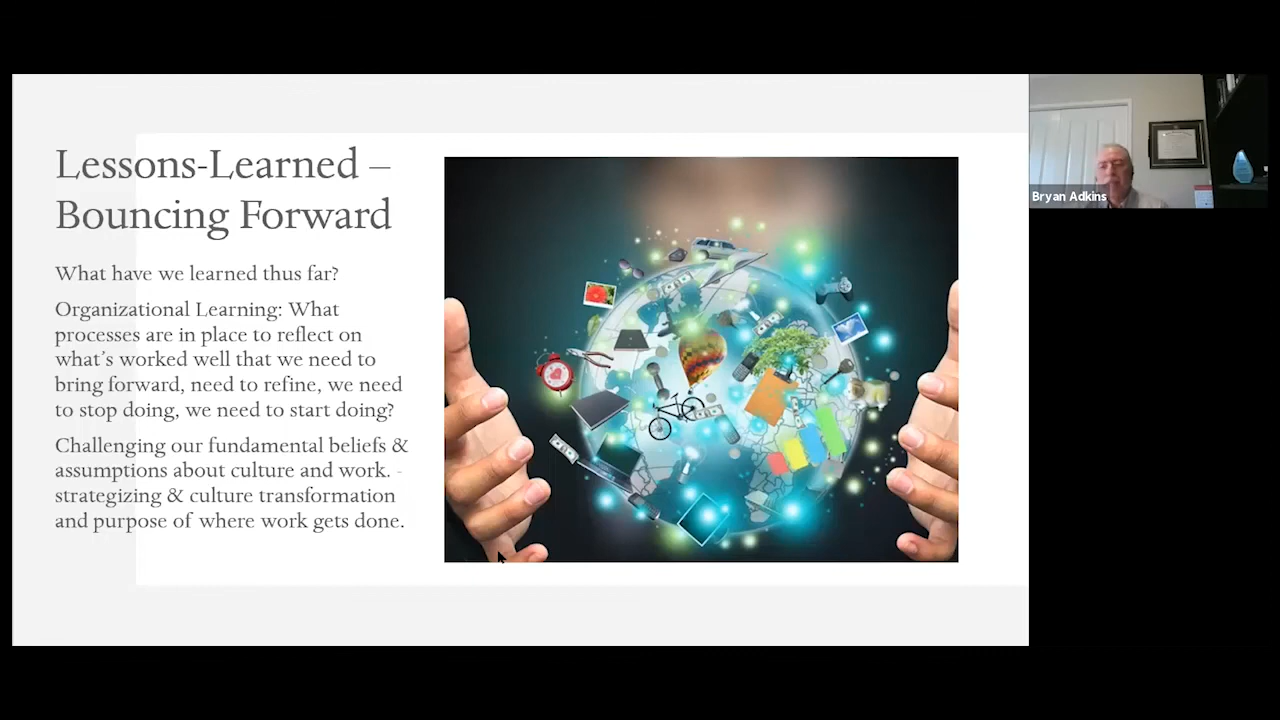 Lessons-Learned –
Bouncing Forward
What have we learned thus far?
Organizational Learning: What
processes are in place to reflect on
what's worked well that we need to
bring forward, need to refine, we need
to stop doing, we need to start doing?
Challenging our fundamental beliefs &
assumptions about culture and work. -
strategizing & culture transformation
and purpose of where work gets done.
Bryan Adkins